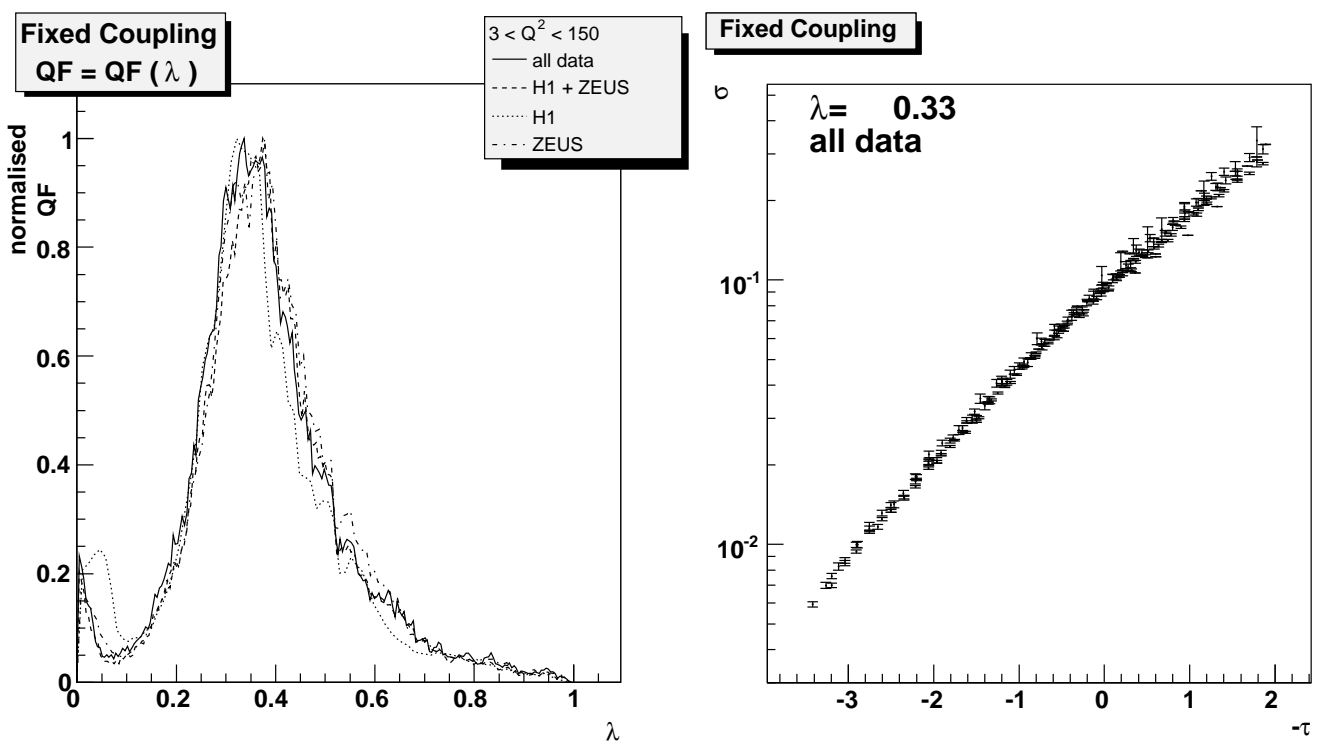 Fixed Coupling
QF = QF ( λ )
3 < Q² < 150
all data
H1 + ZEUS
H1
ZEUS
normalised
QF
1
0.8
0.6
0.4
0.2
0
0 0.2 0.4 0.6 0.8 1
λ
Fixed Coupling
σ
λ= 0.33
all data
10⁻¹
10⁻²
-3 -2 -1 0 1 2
-τ